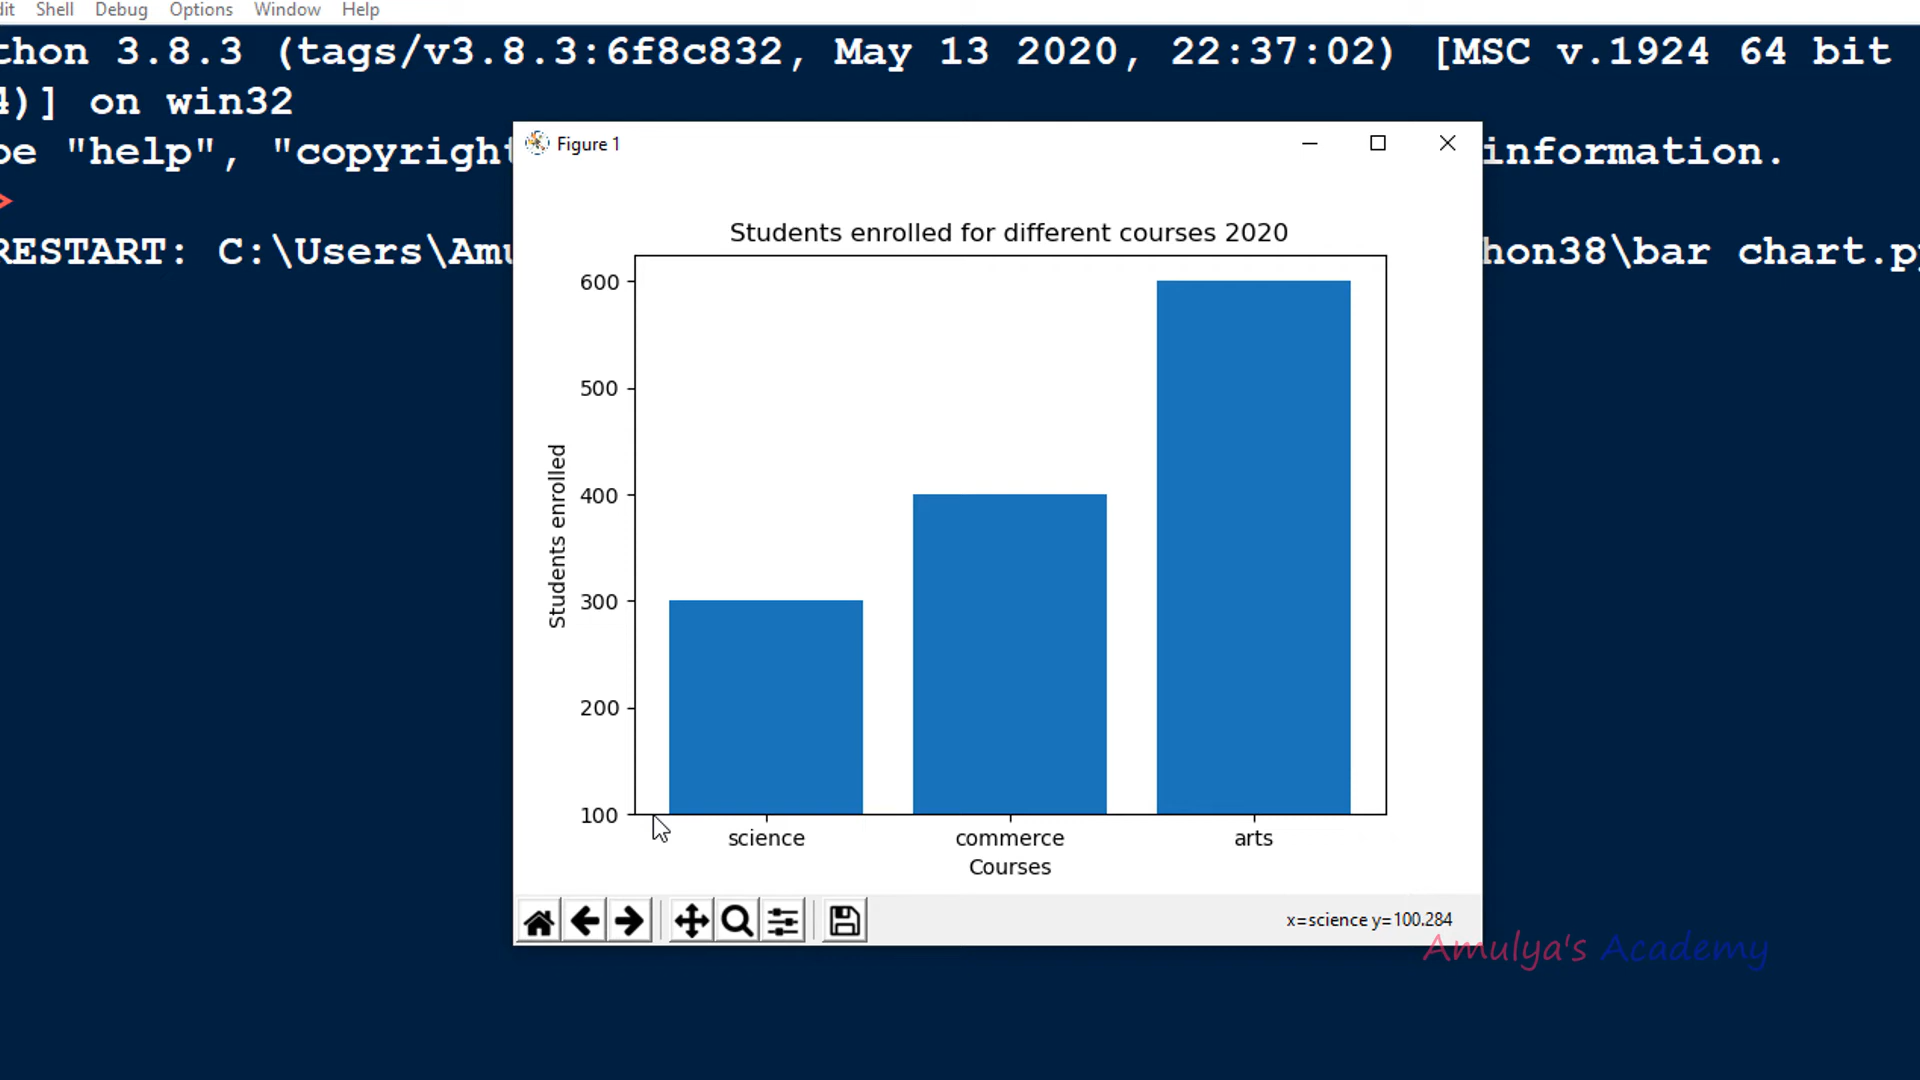 dit Shell Debug Options Window Help
thon 3.8.3 (tags/v3.8.3:6f8c832, May 13 2020, 22:37:02) [MSC v.1924 64 bit
4)] on win32
pe "help", "copyright information.
>
RESTART: C:\Users\Amu hon38\bar chart.py
Figure 1
Students enrolled for different courses 2020
600
500
400
300
200
100
Students enrolled
science commerce arts
Courses
x=science y=100.284
Amulya's Academy